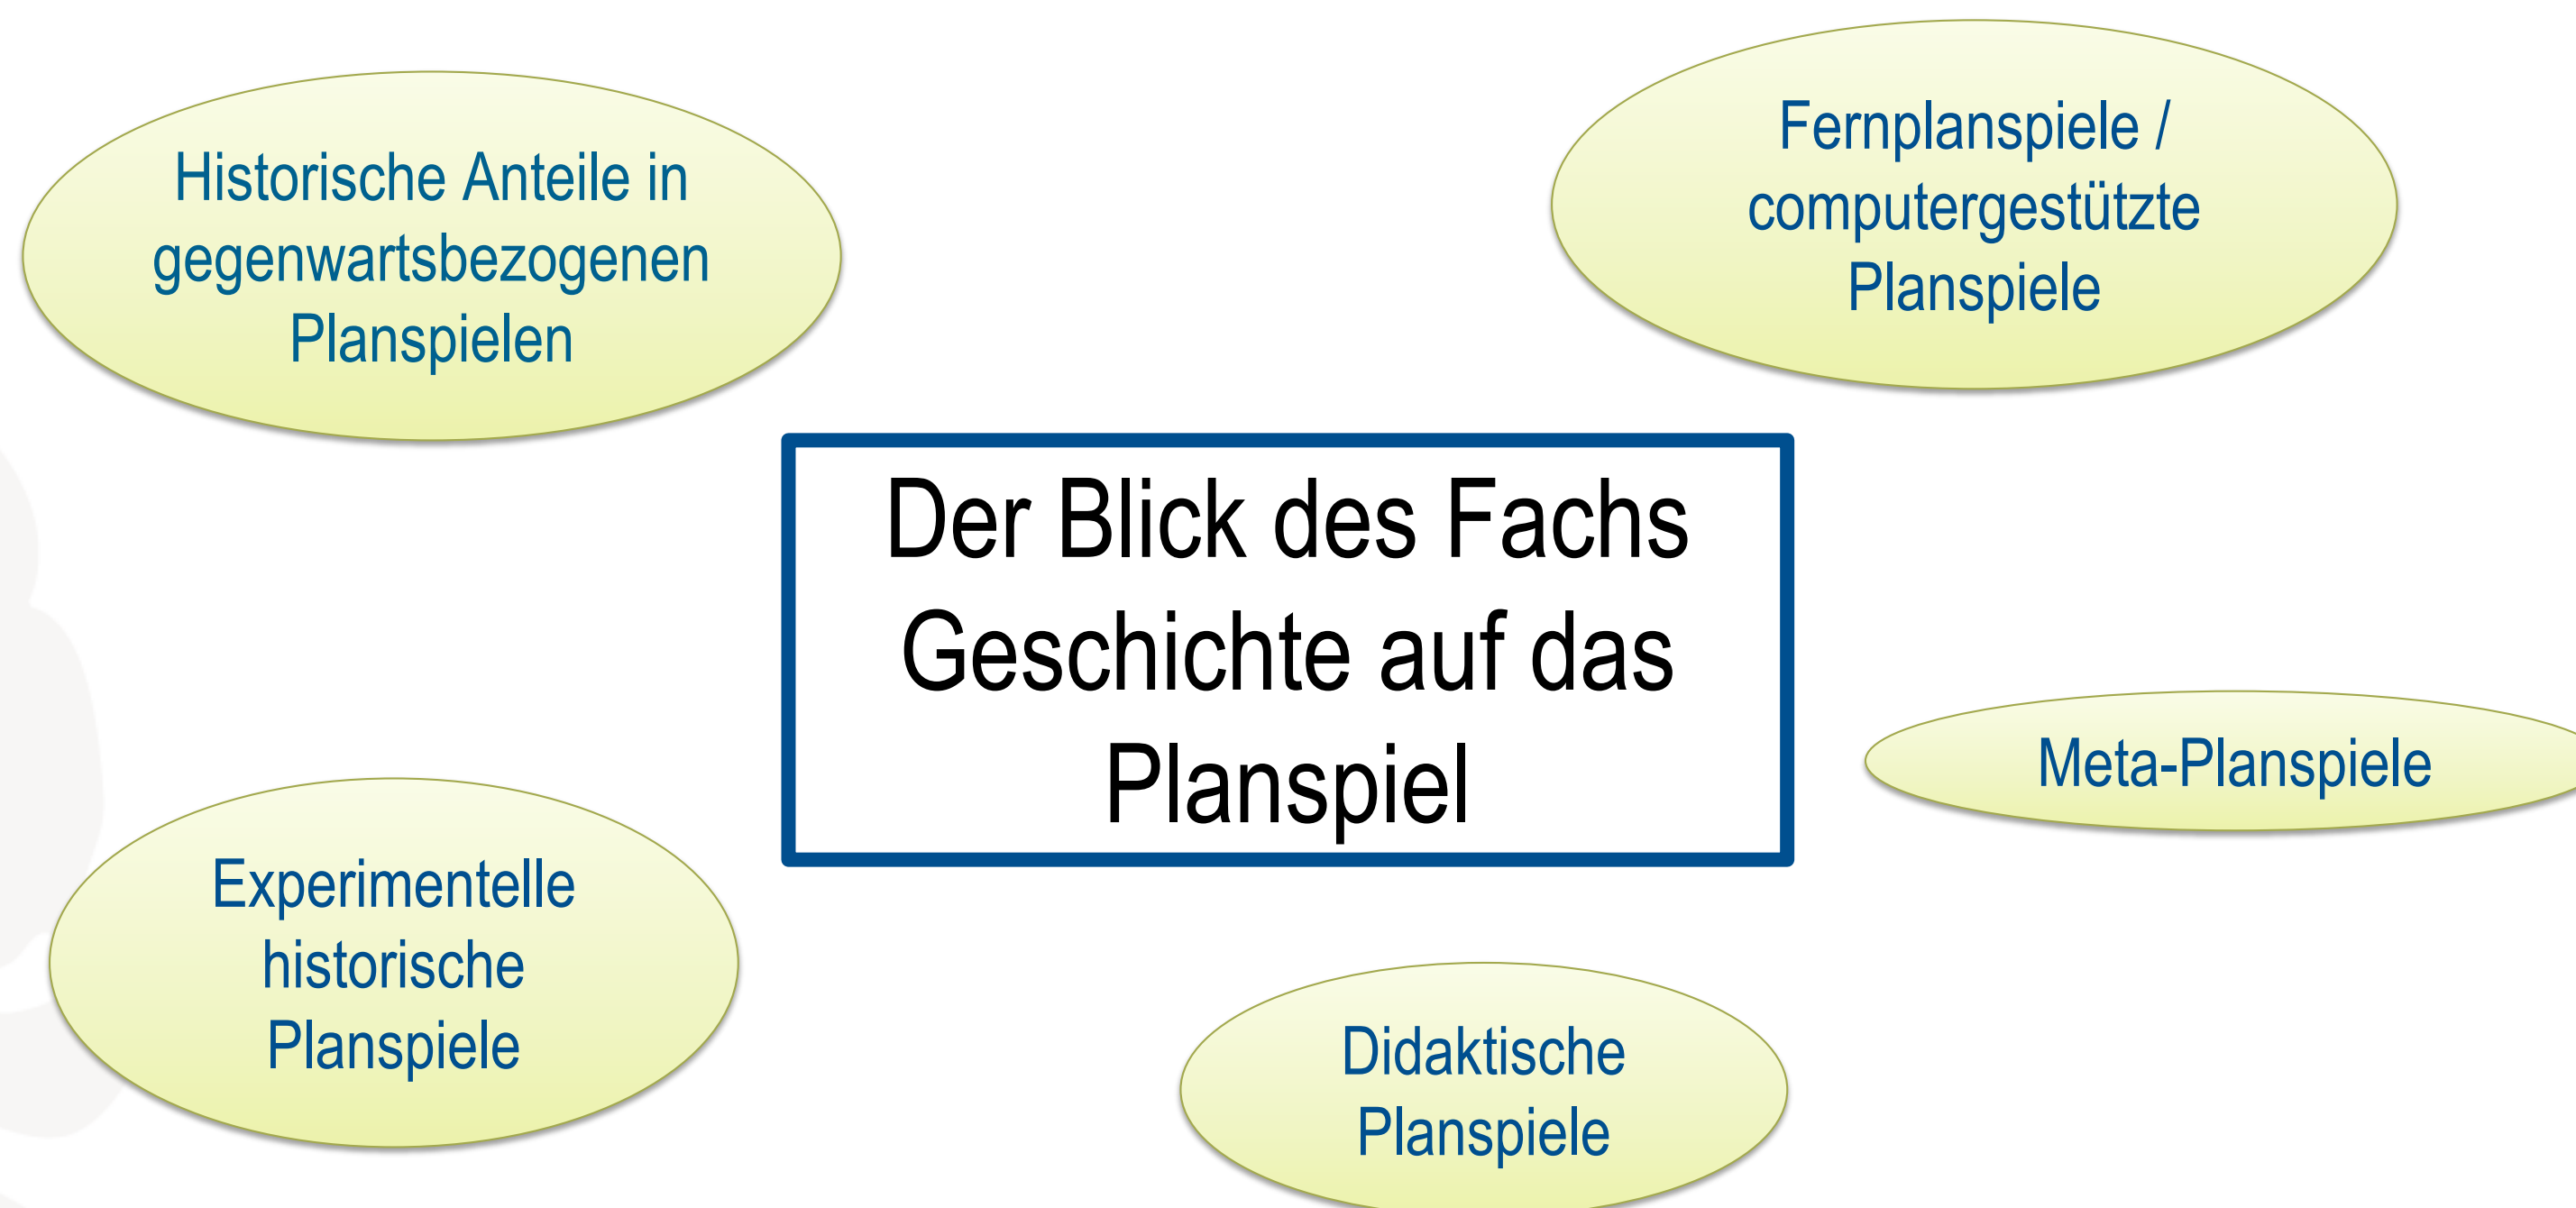 Historische Anteile in
gegenwartsbezogenen
Planspielen
Fernplanspiele /
computergestützte
Planspiele
Der Blick des Fachs
Geschichte auf das
Planspiel
Meta-Planspiele
Experimentelle
historische
Planspiele
Didaktische
Planspiele